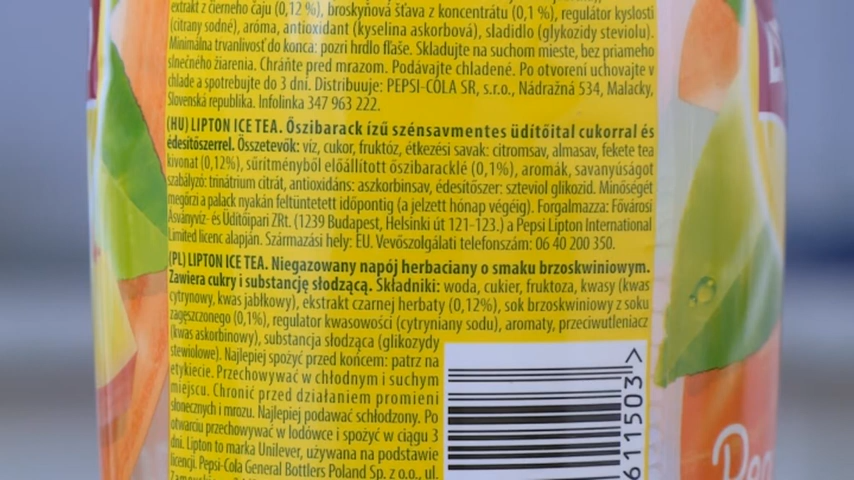 extrakt z čierneho čaju (0,12 %), broskyňová šťava z koncentrátu (0,1 %), regulátor kyslosti
(citrany sodné), aróma, antioxidant (kyselina askorbová), sladidlo (glykozidy steviolu).
Minimálna trvanlivosť do konca: pozri hrdlo fľaše. Skladujte na suchom mieste, bez priameho
slnečného žiarenia. Chráňte pred mrazom. Podávajte chladené. Po otvorení uchovajte v
chlade a spotrebujte do 3 dní. Distribuuje: PEPSI-COLA SR, s.r.o., Nádražná 534, Malacky,
Slovenská republika. Infolinka 347 963 222.
(HU) LIPTON ICE TEA. Őszibarack ízű szénsavmentes üdítőital cukorral és
édesítőszerrel. Összetevők: víz, cukor, fruktóz, étkezési savak: citromsav, almasav, fekete tea
kivonat (0,12%), sűrítményből előállított őszibaracklé (0,1%), aromák, savanyúságot
szabályzó: trinátrium citrát, antioxidáns: aszkorbinsav, édesítőszer: szteviol glikozid. Minőségét
megőrzi a palack nyakán feltüntetett időpontig (a jelzett hónap végéig). Forgalmazza: Fővárosi
Ásványvíz- és Üdítőipari ZRt. (1239 Budapest, Helsinki út 121-123.) a Pepsi Lipton International
Limited licenc alapján. Származási hely: EU. Vevőszolgálati telefonszám: 06 40 200 350.
(PL) LIPTON ICE TEA. Niegazowany napój herbaciany o smaku brzoskwiniowym.
Zawiera cukry i substancję słodzącą. Składniki: woda, cukier, fruktoza, kwasy (kwas
cytrynowy, kwas jabłkowy), ekstrakt czarnej herbaty (0,12%), sok brzoskwiniowy z soku
zagęszczonego (0,1%), regulator kwasowości (cytryniany sodu), aromaty, przeciwutleniacz
(kwas askorbinowy), substancja słodząca (glikozydy
stewiolowe). Najlepiej spożyć przed końcem: patrz na
etykiecie. Przechowywać w chłodnym i suchym
miejscu. Chronić przed działaniem promieni
słonecznych i mrozu. Najlepiej podawać schłodzony. Po
otwarciu przechowywać w lodówce i spożyć w ciągu 3
dni. Lipton to marka Unilever, używana na podstawie
licencji. Pepsi-Cola General Bottlers Poland Sp. z o.o., ul.
611503>